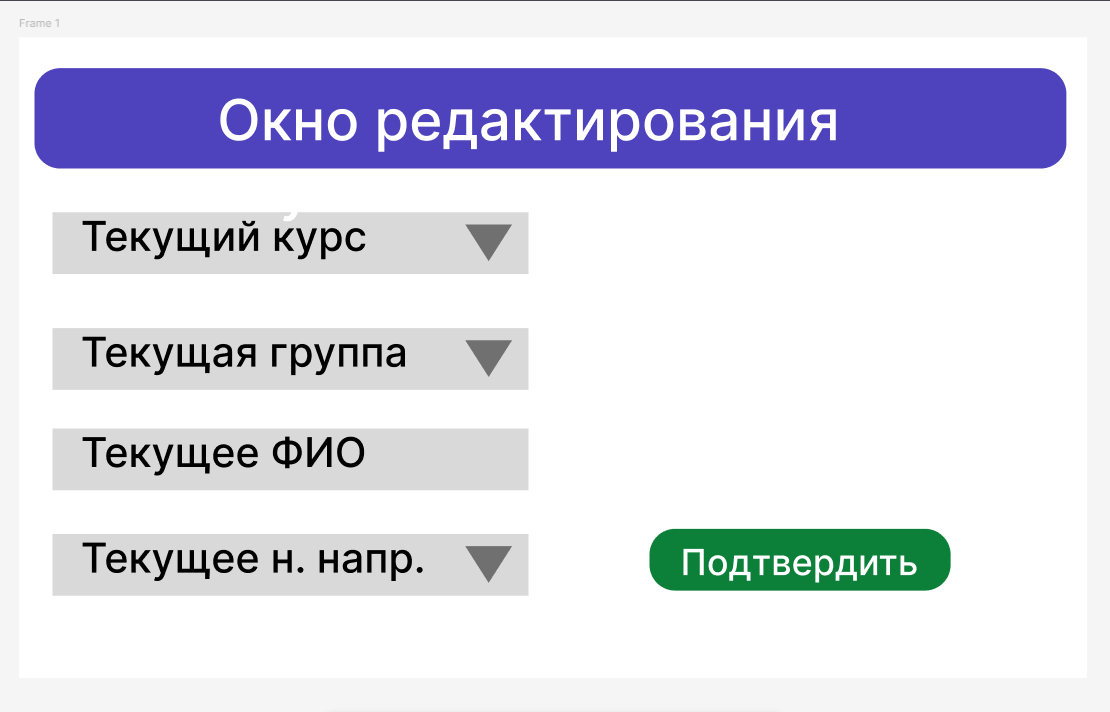 Frame 1
Окно редактирования
Текущий курс
Текущая группа
Текущее ФИО
Текущее н. напр.
Подтвердить